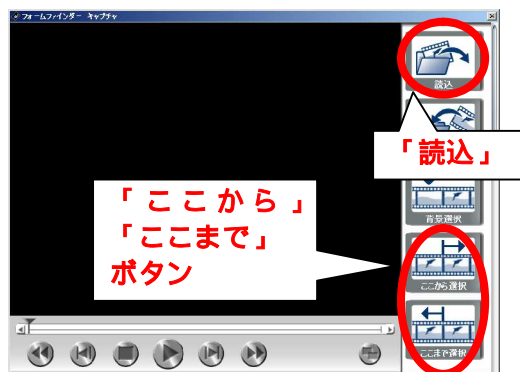 フォームファインダー キャプチャ
読込
「読込」
背景選択
「ここから」
「ここまで」
ボタン
ここから選択
ここまで選択